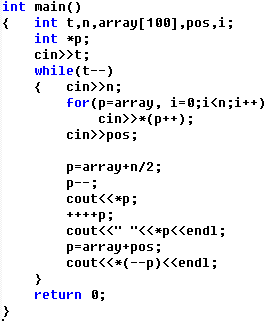 int main()
{ int t,n,array[100],pos,i;
int *p;
cin>>t;
while(t--)
{ cin>>n;
for(p=array, i=0;i<n;i++)
cin>>*(p++);
cin>>pos;
p=array+n/2;
p--;
cout<<*p;
++++p;
cout<<" "<<*p<<endl;
p=array+pos;
cout<<*(--p)<<endl;
}
return 0;
}